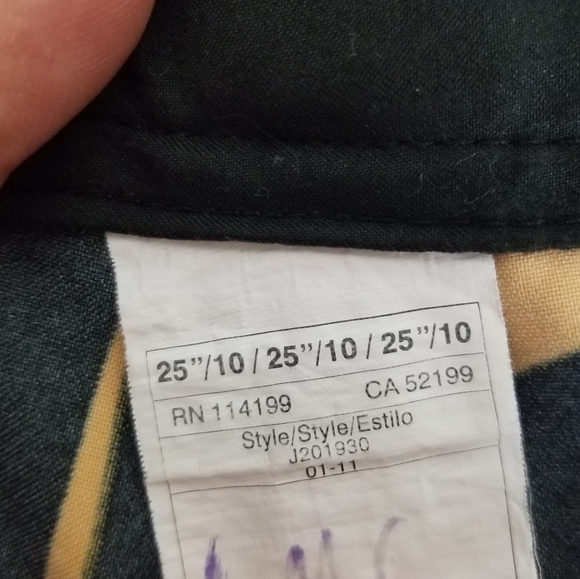 25"/10 / 25"/10 / 25"/10
RN 114199 CA 52199
Style/Style/Estilo
J201930
01-11